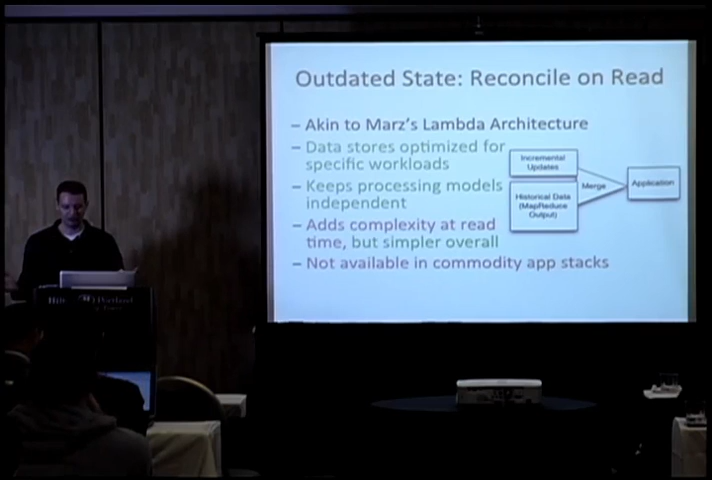 Outdated State: Reconcile on Read
– Akin to Marz's Lambda Architecture
– Data stores optimized for
specific workloads
– Keeps processing models
independent
– Adds complexity at read
time, but simpler overall
– Not available in commodity app stacks
Incremental
Updates
Historical Data
(MapReduce
Output)
Merge
Application
Portland